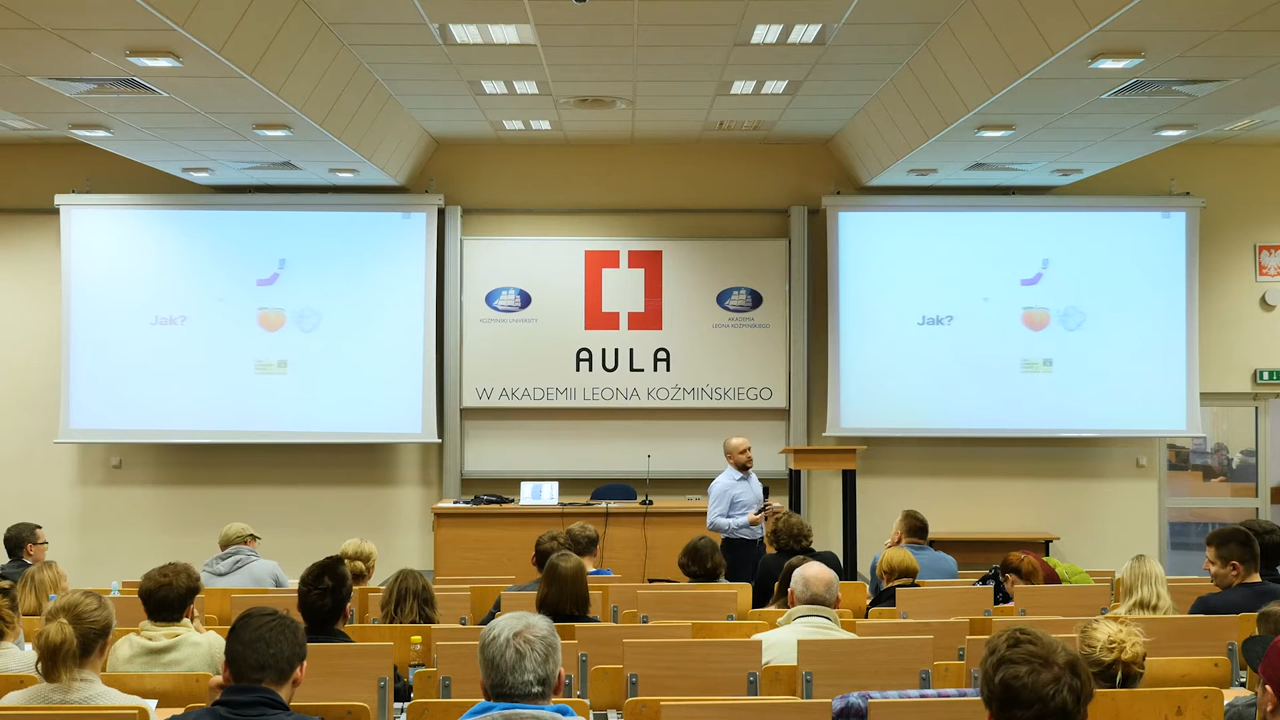 Jak?
KOZMINSKI UNIVERSITY
AKADEMIA
LEONA KOŹMIŃSKIEGO
AULA
W AKADEMII LEONA KOŹMIŃSKIEGO
Jak?